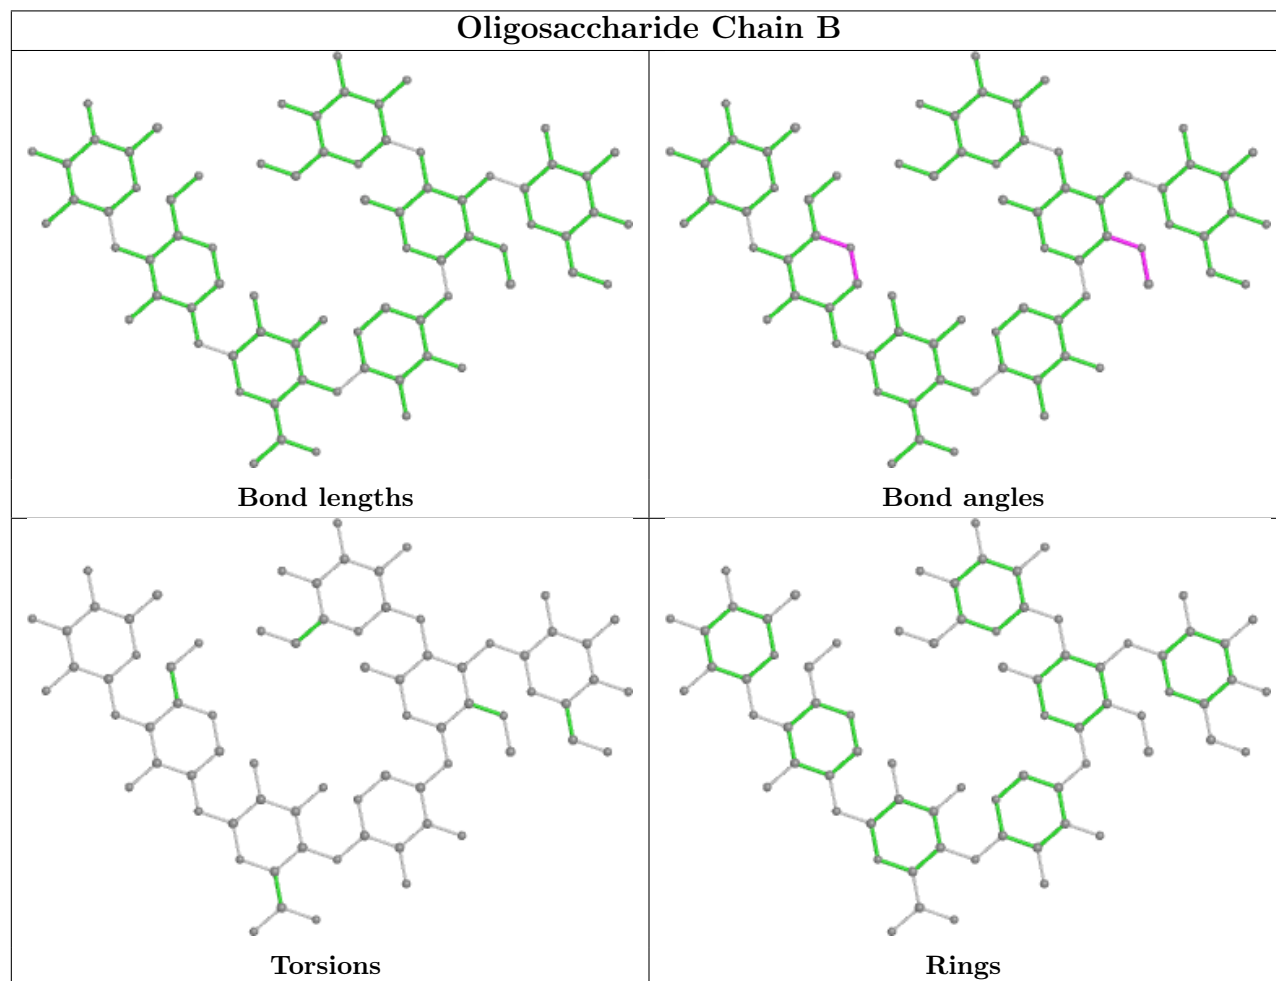 Oligosaccharide Chain B
Bond lengths
Bond angles
Torsions
Rings